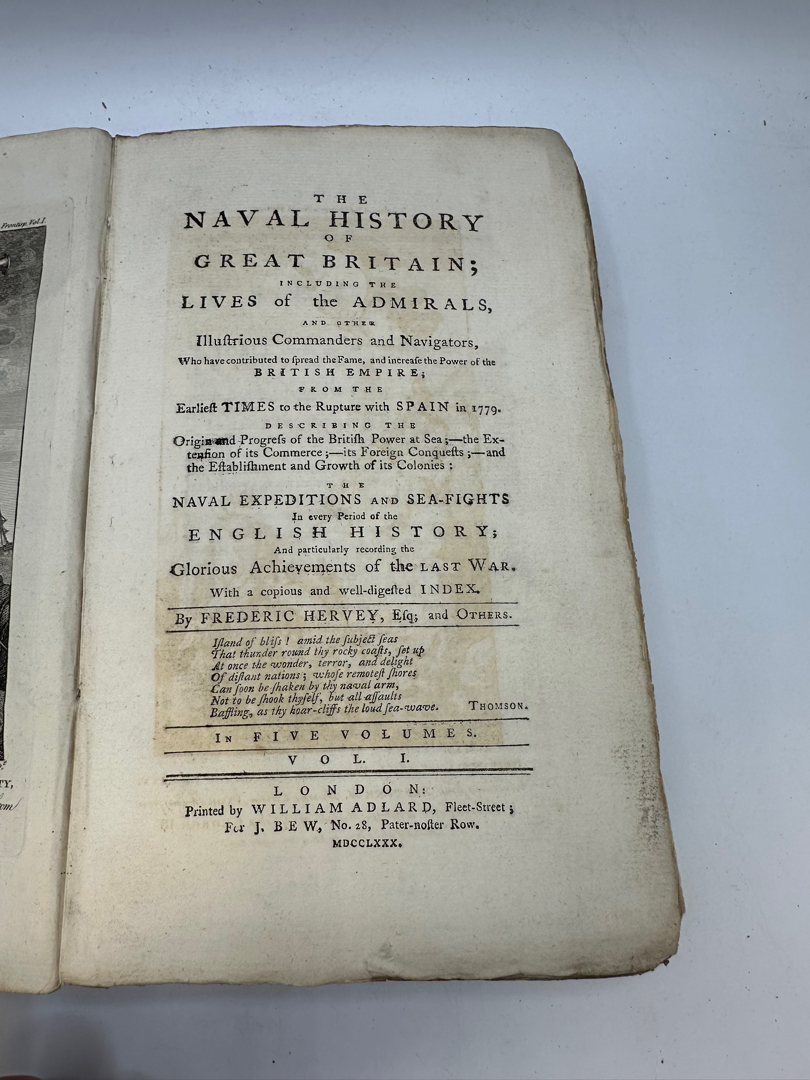 Frontisp. Vol. I.
THE
NAVAL HISTORY
OF
GREAT BRITAIN;
INCLUDING THE
LIVES of the ADMIRALS,
AND OTHER
Illuſtrious Commanders and Navigators,
Who have contributed to ſpread the Fame, and increaſe the Power of the
BRITISH EMPIRE;
FROM THE
Earlieſt TIMES to the Rupture with SPAIN in 1779.
DESCRIBING THE
Origin and Progreſs of the Britiſh Power at Sea;—the Ex-
tenſion of its Commerce;—its Foreign Conqueſts;—and
the Eſtabliſhment and Growth of its Colonies:
THE
NAVAL EXPEDITIONS AND SEA-FIGHTS
In every Period of the
ENGLISH HISTORY;
And particularly recording the
Glorious Achievements of the LAST WAR.
With a copious and well-digeſted INDEX.
By FREDERIC HERVEY, Eſq; and OTHERS.
Iſland of bliſs! amid the ſubject ſeas
That thunder round thy rocky coaſts, ſet up
At once the wonder, terror, and delight
Of diſtant nations; whoſe remoteſt ſhores
Can ſoon be ſhaken by thy naval arm,
Not to be ſhook thyſelf, but all aſſaults
Baffling, as thy hoar-cliffs the loud ſea-wave. THOMSON.
IN FIVE VOLUMES.
VOL. I.
LONDON:
Printed by WILLIAM ADLARD, Fleet-Street;
For J. BEW, No. 28, Pater-noſter Row.
MDCCLXXX.